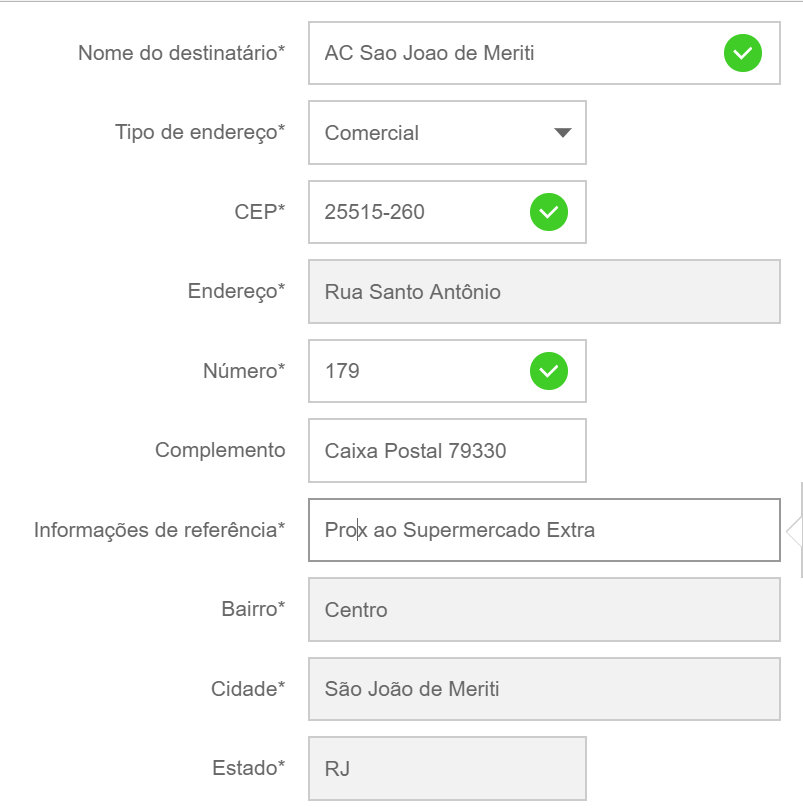 Nome do destinatário* AC Sao Joao de Meriti
Tipo de endereço* Comercial
CEP* 25515-260
Endereço* Rua Santo Antônio
Número* 179
Complemento Caixa Postal 79330
Informações de referência* Prox ao Supermercado Extra
Bairro* Centro
Cidade* São João de Meriti
Estado* RJ